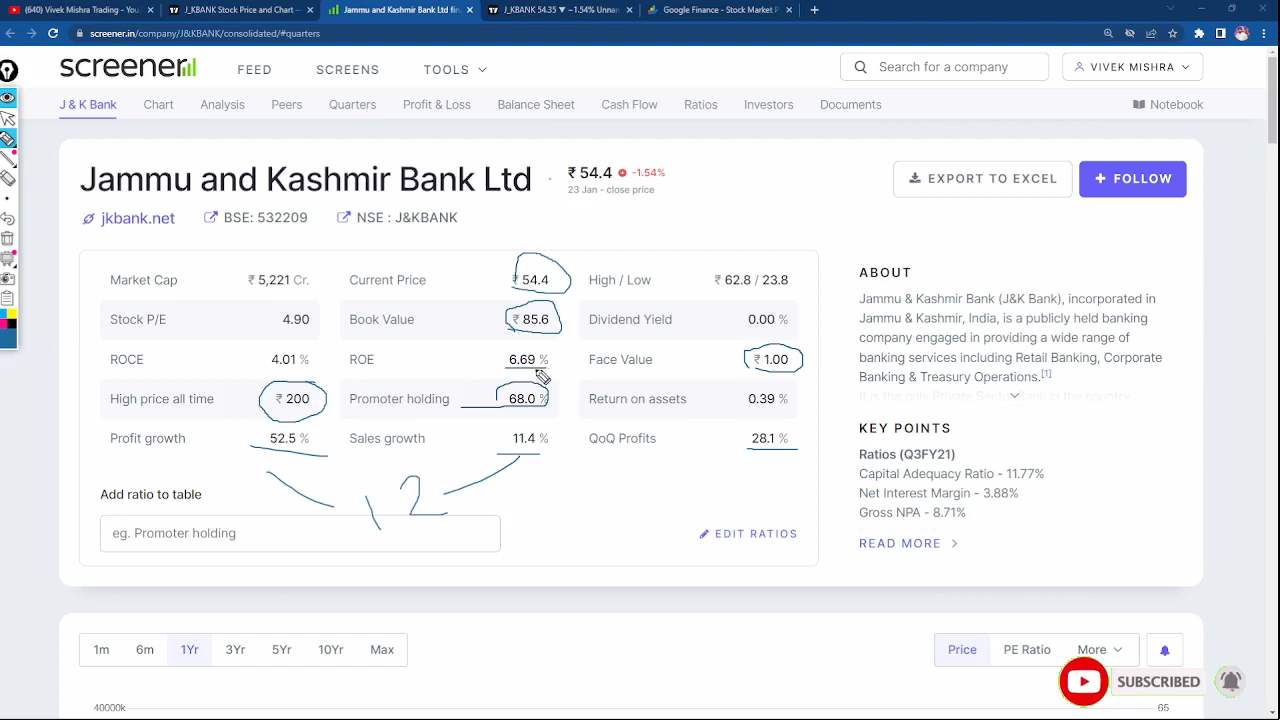 (640) Vivek Mishra Trading - You
J_KBANK Stock Price and Chart —
Jammu and Kashmir Bank Ltd fin
J_KBANK 54.35 ▼ −1.54% Unnan
Google Finance - Stock Market P
screener.in/company/J&KBANK/consolidated/#quarters
screener
FEED
SCREENS
TOOLS
Search for a company
VIVEK MISHRA
J & K Bank
Chart
Analysis
Peers
Quarters
Profit & Loss
Balance Sheet
Cash Flow
Ratios
Investors
Documents
Notebook
Jammu and Kashmir Bank Ltd
₹ 54.4 -1.54%
23 Jan - close price
EXPORT TO EXCEL
+ FOLLOW
jkbank.net
BSE: 532209
NSE : J&KBANK
Market Cap ₹ 5,221 Cr.
Current Price ₹ 54.4
High / Low ₹ 62.8 / 23.8
Stock P/E 4.90
Book Value ₹ 85.6
Dividend Yield 0.00 %
ROCE 4.01 %
ROE 6.69 %
Face Value ₹ 1.00
High price all time ₹ 200
Promoter holding 68.0 %
Return on assets 0.39 %
Profit growth 52.5 %
Sales growth 11.4 %
QoQ Profits 28.1 %
2
Add ratio to table
eg. Promoter holding
EDIT RATIOS
ABOUT
Jammu & Kashmir Bank (J&K Bank), incorporated in
Jammu & Kashmir, India, is a publicly held banking
company engaged in providing a wide range of
banking services including Retail Banking, Corporate
Banking & Treasury Operations.[1]
It is the only Private Sector Bank in the country
KEY POINTS
Ratios (Q3FY21)
Capital Adequacy Ratio - 11.77%
Net Interest Margin - 3.88%
Gross NPA - 8.71%
READ MORE
1m
6m
1Yr
3Yr
5Yr
10Yr
Max
Price
PE Ratio
More
SUBSCRIBED
40000k
65